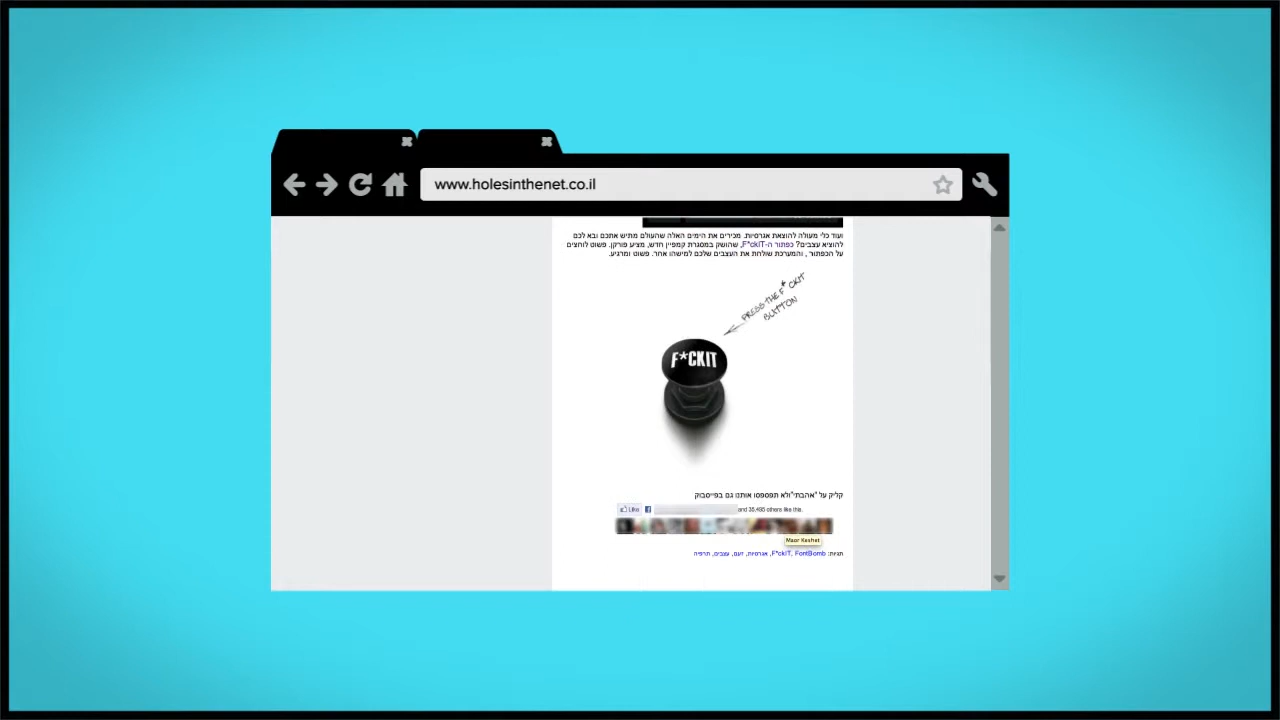 www.holesinthenet.co.il
ועוד כלי מעולה להוצאת אגרסיות. מכירים את הימים האלה שהעולם מתיש אתכם ובא לכם
להוציא עצבים? כפתור ה-F*ckIT, שהושק במסגרת קמפיין חדש, מציע פורקן. פשוט לוחצים
על הכפתור , והמערכת שולחת את העצבים שלכם למישהו אחר. פשוט ומרגיע.
PRESS THE F*CKIT
BUTTON
F*CKIT
קליק על "אהבתי"ולא תפספסו אותנו גם בפייסבוק
Like and 35,495 others like this.
Maor Keshet
תגיות: F*ckIT, FontBomb, אגרסיות, זעם, עצבים, תרפיה